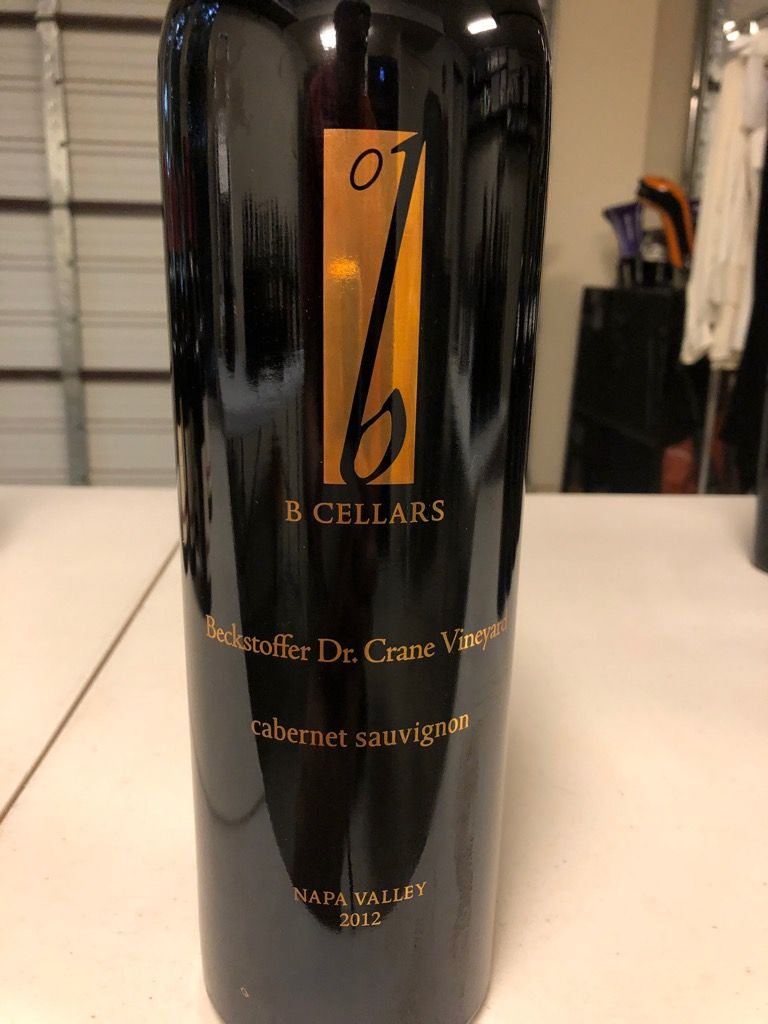 b
B CELLARS
Beckstoffer Dr. Crane Vineyard
cabernet sauvignon
NAPA VALLEY
2012